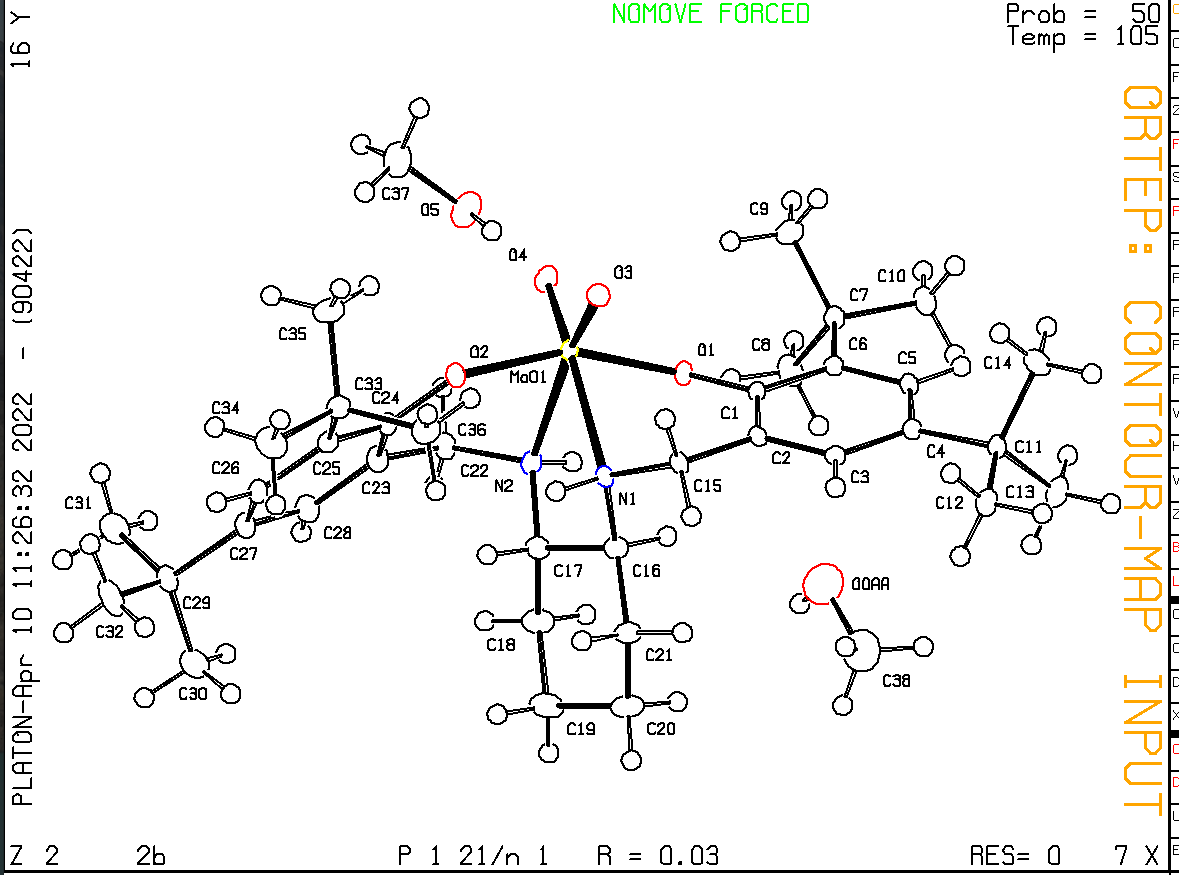 NOMOVE FORCED
Prob = 50
Temp = 105
16 Y
PLATON-Apr 10 11:26:32 2022 - (90422)
ORTEP: CONTOUR-MAP INPUT
C37
O5
O4
O3
C9
C10
C7
C35
C8
C6
C5
C14
O2
O1
Mo01
C33
C24
C34
C36
C1
C4
C11
C26
C25
C22
C2
C3
C23
N2
N1
C15
C12
C13
C31
C28
C27
C17
C16
O0AA
C29
C32
C18
C21
C38
C30
C19
C20
Z 2
2b
P 1 21/n 1
R = 0.03
RES= 0
7 X